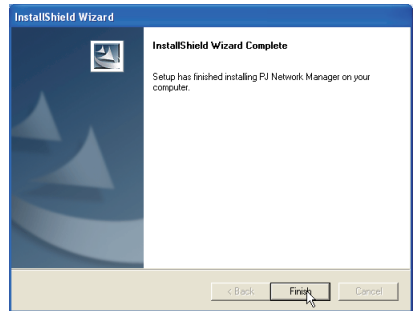 InstallShield Wizard
InstallShield Wizard Complete
Setup has finished installing PJ Network Manager on your
computer.
< Back
Finish
Cancel